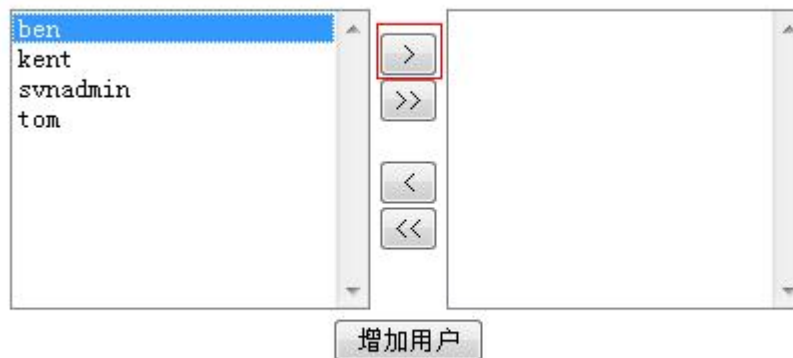 ben
kent
svnadmin
tom
>
>>
<
<<
增加用户